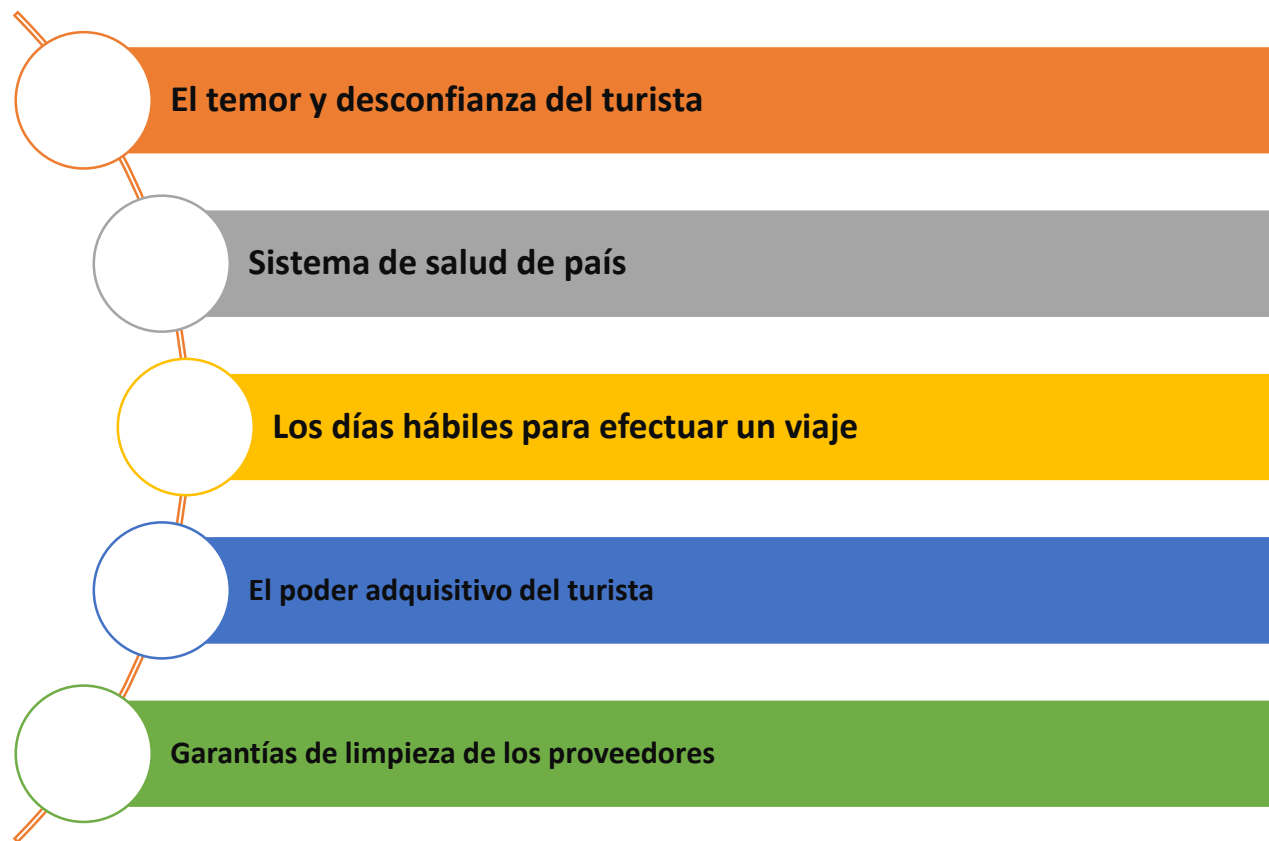 El temor y desconfianza del turista
Sistema de salud de país
Los días hábiles para efectuar un viaje
El poder adquisitivo del turista
Garantías de limpieza de los proveedores